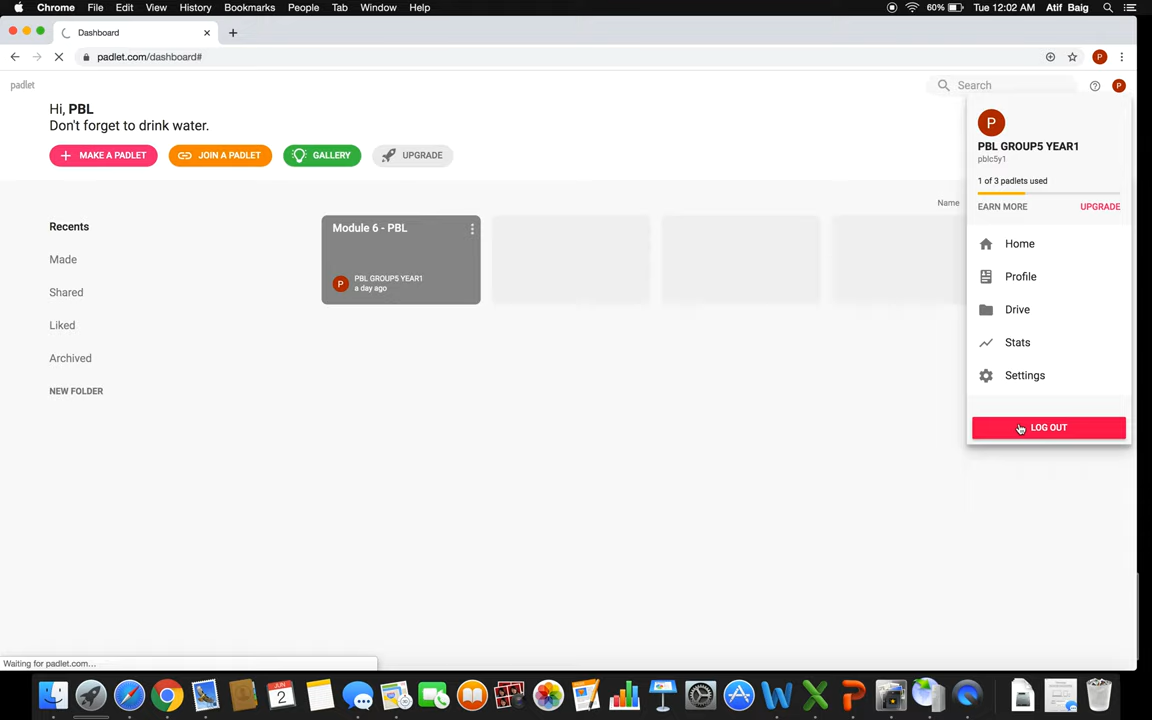 Chrome File Edit View History Bookmarks People Tab Window Help 60% Tue 12:02 AM Atif Baig
Dashboard
padlet.com/dashboard#
P
padlet
Search
P
Hi, PBL
Don't forget to drink water.
MAKE A PADLET
JOIN A PADLET
GALLERY
UPGRADE
P
PBL GROUP5 YEAR1
pblc5y1
1 of 3 padlets used
EARN MORE
UPGRADE
Name
Recents
Made
Shared
Liked
Archived
NEW FOLDER
Module 6 - PBL
P
PBL GROUP5 YEAR1
a day ago
Home
Profile
Drive
Stats
Settings
LOG OUT
Waiting for padlet.com...
JUN
2